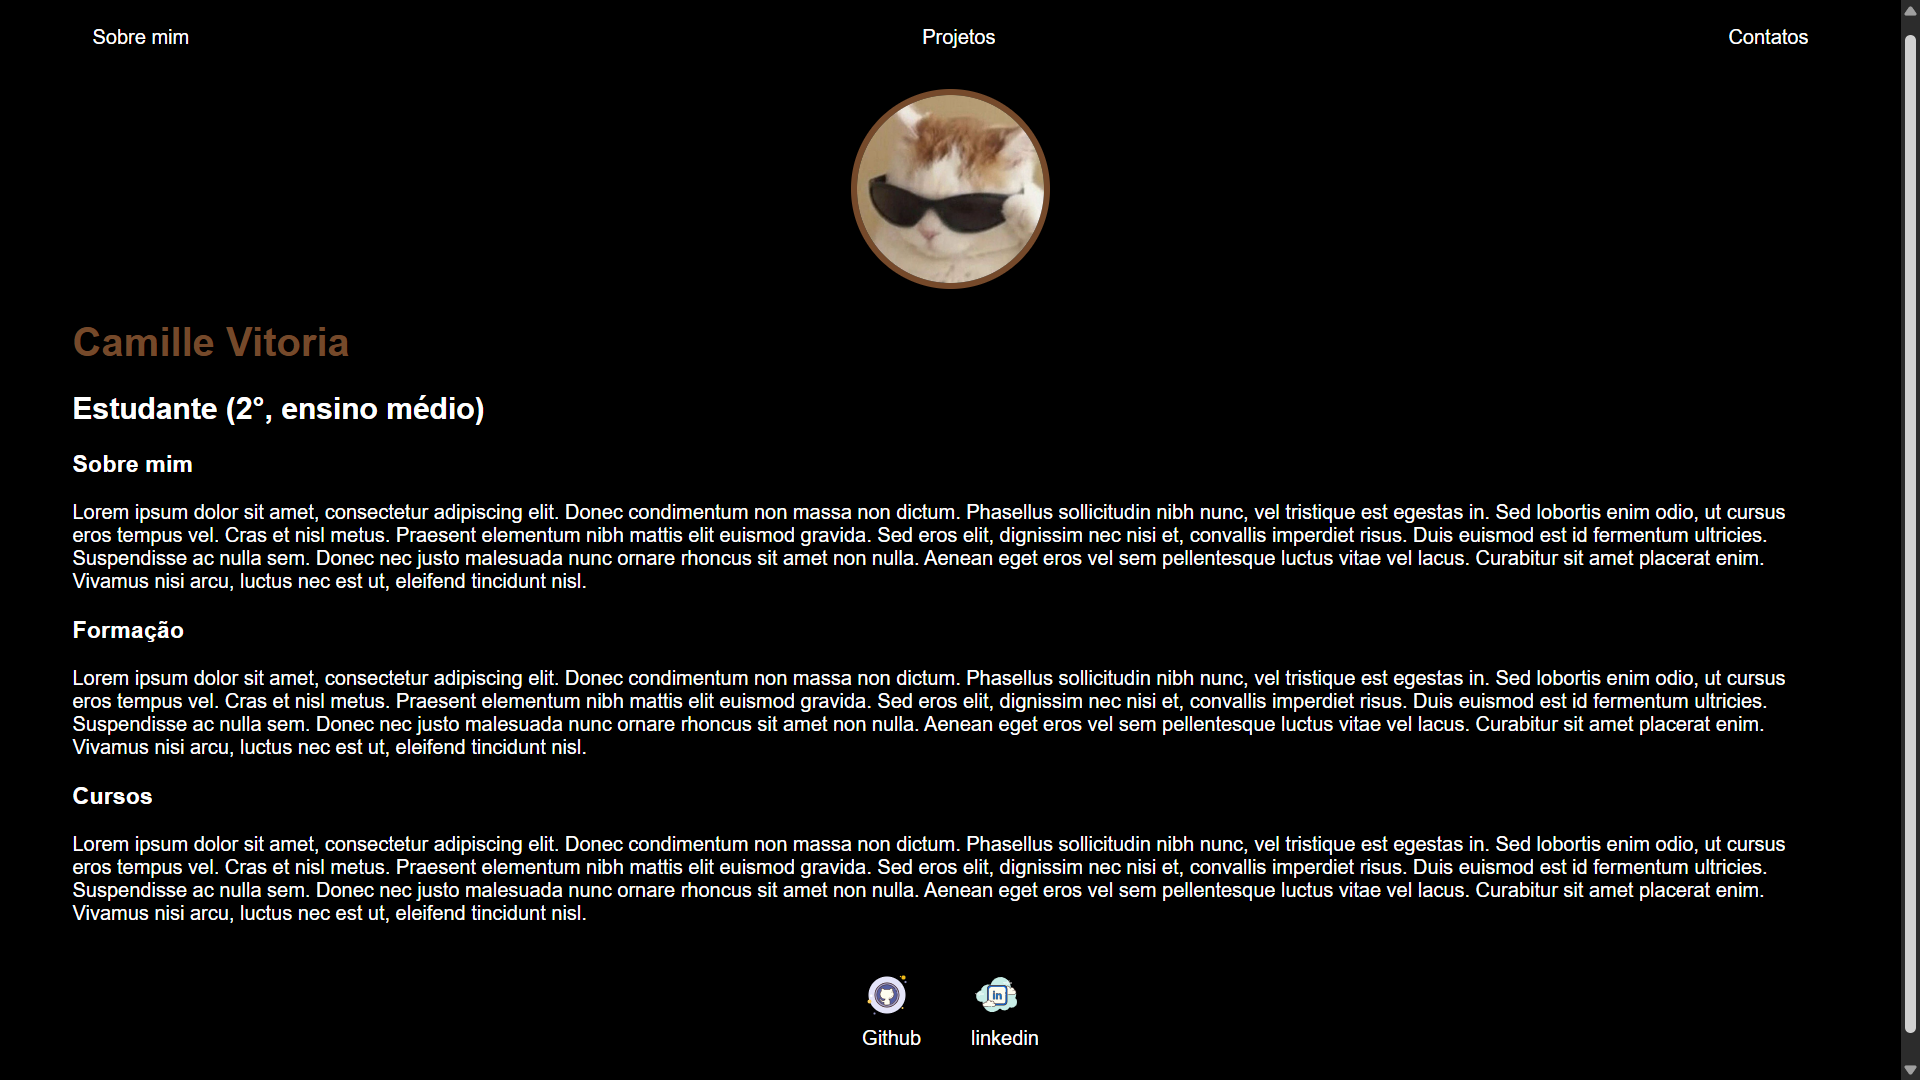 Sobre mim
Projetos
Contatos
Camille Vitoria
Estudante (2°, ensino médio)
Sobre mim
Lorem ipsum dolor sit amet, consectetur adipiscing elit. Donec condimentum non massa non dictum. Phasellus sollicitudin nibh nunc, vel tristique est egestas in. Sed lobortis enim odio, ut cursus
eros tempus vel. Cras et nisl metus. Praesent elementum nibh mattis elit euismod gravida. Sed eros elit, dignissim nec nisi et, convallis imperdiet risus. Duis euismod est id fermentum ultricies.
Suspendisse ac nulla sem. Donec nec justo malesuada nunc ornare rhoncus sit amet non nulla. Aenean eget eros vel sem pellentesque luctus vitae vel lacus. Curabitur sit amet placerat enim.
Vivamus nisi arcu, luctus nec est ut, eleifend tincidunt nisl.
Formação
Lorem ipsum dolor sit amet, consectetur adipiscing elit. Donec condimentum non massa non dictum. Phasellus sollicitudin nibh nunc, vel tristique est egestas in. Sed lobortis enim odio, ut cursus
eros tempus vel. Cras et nisl metus. Praesent elementum nibh mattis elit euismod gravida. Sed eros elit, dignissim nec nisi et, convallis imperdiet risus. Duis euismod est id fermentum ultricies.
Suspendisse ac nulla sem. Donec nec justo malesuada nunc ornare rhoncus sit amet non nulla. Aenean eget eros vel sem pellentesque luctus vitae vel lacus. Curabitur sit amet placerat enim.
Vivamus nisi arcu, luctus nec est ut, eleifend tincidunt nisl.
Cursos
Lorem ipsum dolor sit amet, consectetur adipiscing elit. Donec condimentum non massa non dictum. Phasellus sollicitudin nibh nunc, vel tristique est egestas in. Sed lobortis enim odio, ut cursus
eros tempus vel. Cras et nisl metus. Praesent elementum nibh mattis elit euismod gravida. Sed eros elit, dignissim nec nisi et, convallis imperdiet risus. Duis euismod est id fermentum ultricies.
Suspendisse ac nulla sem. Donec nec justo malesuada nunc ornare rhoncus sit amet non nulla. Aenean eget eros vel sem pellentesque luctus vitae vel lacus. Curabitur sit amet placerat enim.
Vivamus nisi arcu, luctus nec est ut, eleifend tincidunt nisl.
in
Github
linkedin